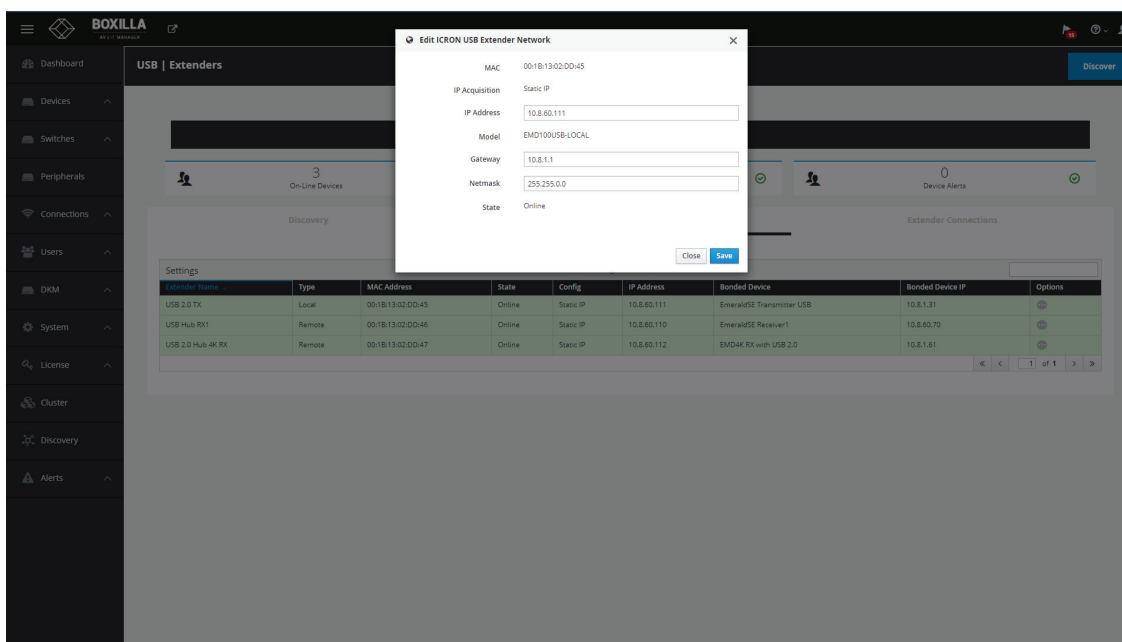 BOXILLA
Edit ICRON USB Extender Network
15
MAC 00:1B:13:02:DD:45
IP Acquisition Static IP
IP Address 10.8.60.111
Model EMD100USB-LOCAL
Gateway 10.8.1.1
Netmask 255.255.0.0
State Online
Close Save
Dashboard
Devices
Switches
Peripherals
Connections
Users
DKM
System
License
Cluster
Discovery
Alerts
USB | Extenders
Discover
3
On-Line Devices
0
Device Alerts
Discovery
Extender Connections
Settings
Extender Name Type MAC Address State Config IP Address Bonded Device Bonded Device IP Options
USB 2.0 TX Local 00:1B:13:02:DD:45 Online Static IP 10.8.60.111 EmeraldSE Transmitter USB 10.8.1.31
USB Hub RX1 Remote 00:1B:13:02:DD:46 Online Static IP 10.8.60.110 EmeraldSE Receiver1 10.8.60.70
USB 2.0 Hub 4K RX Remote 00:1B:13:02:DD:47 Online Static IP 10.8.60.112 EMD4K RX with USB 2.0 10.8.1.61
1 of 1